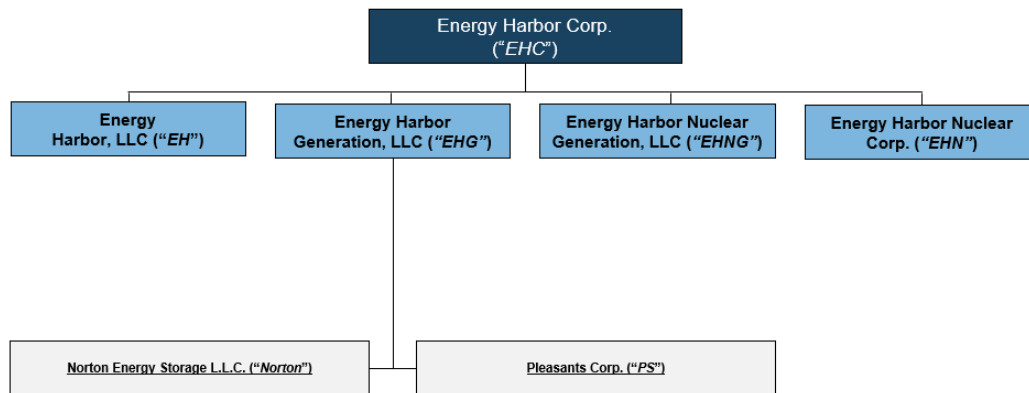 Energy Harbor Corp.
(“EHC”)
Energy
Harbor, LLC (“EH”)
Energy Harbor
Generation, LLC (“EHG”)
Energy Harbor Nuclear
Generation, LLC (“EHNG”)
Energy Harbor Nuclear
Corp. (“EHN”)
Norton Energy Storage L.L.C. (“Norton”)
Pleasants Corp. (“PS”)